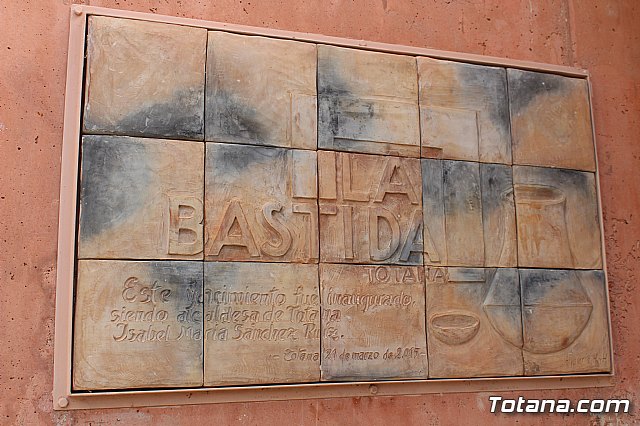 LA
BASTIDA
TOTANA
Este yacimiento fue inaugurado,
siendo alcaldesa de Totana
Isabel María Sánchez Ruiz.
-Totana, 21 de marzo de 2017-
Totana.com